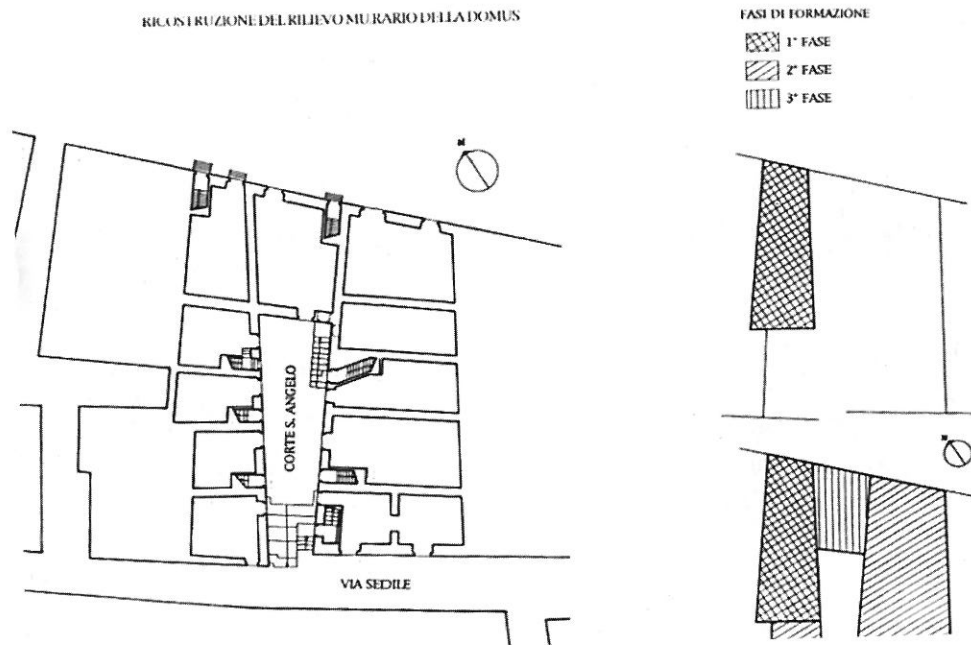 RICOSTRUZIONE DEL RILIEVO MURARIO DELLA DOMUS
FASI DI FORMAZIONE
1° FASE
2° FASE
3° FASE
N
CORTE S. ANGELO
N
VIA SEDILE